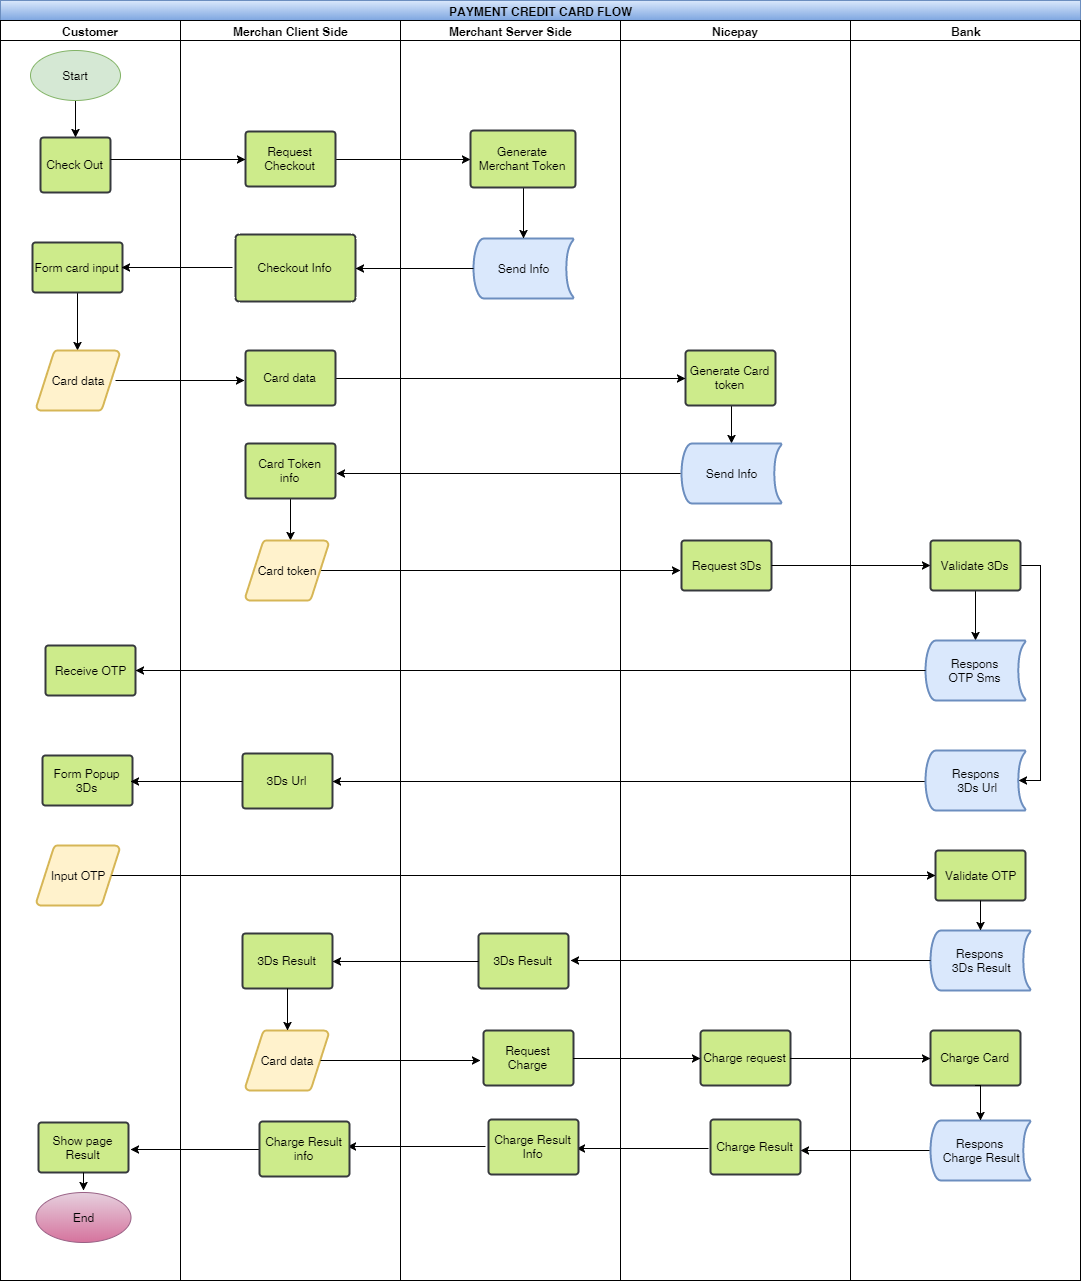 PAYMENT CREDIT CARD FLOW
Customer
Merchan Client Side
Merchant Server Side
Nicepay
Bank
Start
Check Out
Request
Checkout
Generate
Merchant Token
Form card input
Checkout Info
Send Info
Card data
Card data
Generate Card
token
Card Token
info
Send Info
Card token
Request 3Ds
Validate 3Ds
Receive OTP
Respons
OTP Sms
Form Popup
3Ds
3Ds Url
Respons
3Ds Url
Input OTP
Validate OTP
3Ds Result
3Ds Result
Respons
3Ds Result
Card data
Request
Charge
Charge request
Charge Card
Show page
Result
Charge Result
info
Charge Result
Info
Charge Result
Respons
Charge Result
End